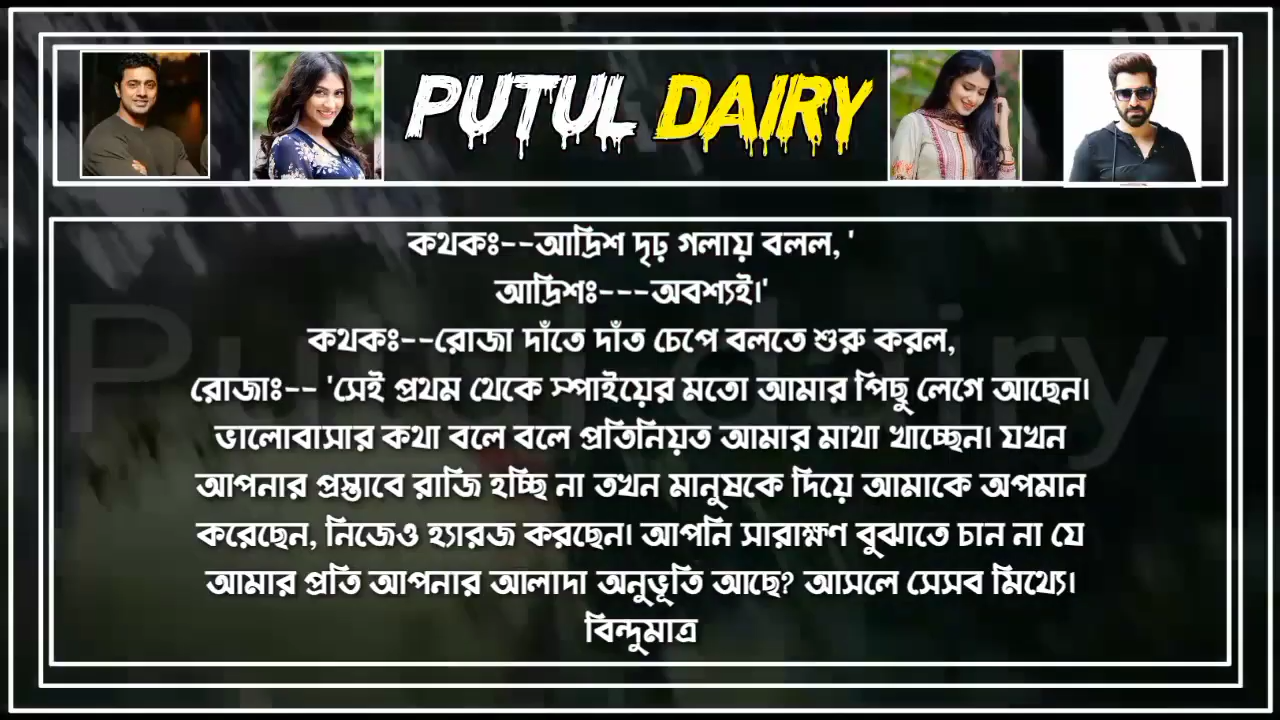 PUTUL DAIRY
কথকঃ--আদ্রিশ দৃঢ় গলায় বলল, '
আদ্রিশঃ---অবশ্যই।'
কথকঃ--রোজা দাঁতে দাঁত চেপে বলতে শুরু করল,
রোজাঃ-- 'সেই প্রথম থেকে স্পাইয়ের মতো আমার পিছু লেগে আছেন।
ভালোবাসার কথা বলে বলে প্রতিনিয়ত আমার মাথা খাচ্ছেন। যখন
আপনার প্রস্তাবে রাজি হচ্ছি না তখন মানুষকে দিয়ে আমাকে অপমান
করেছেন, নিজেও হ্যারজ করছেন। আপনি সারাক্ষণ বুঝাতে চান না যে
আমার প্রতি আপনার আলাদা অনুভূতি আছে? আসলে সেসব মিথ্যে।
বিন্দুমাত্র
Putul dairy